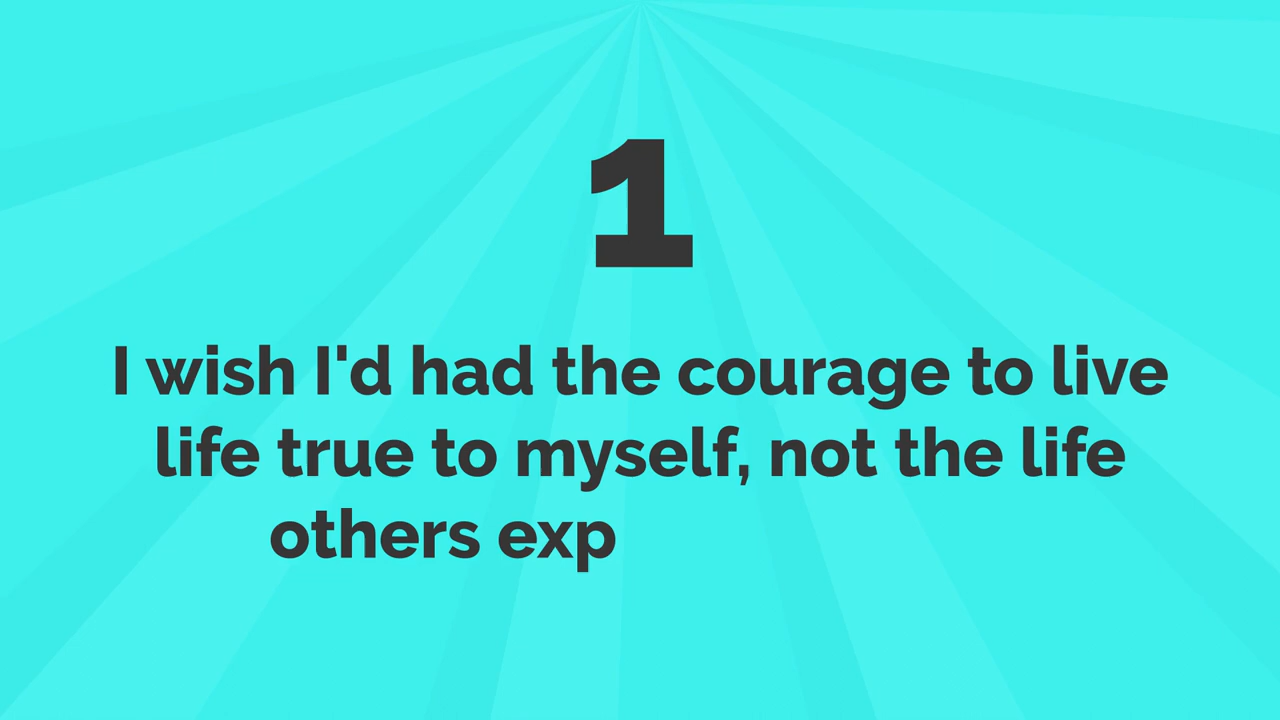 1
I wish I'd had the courage to live
life true to myself, not the life
others exp